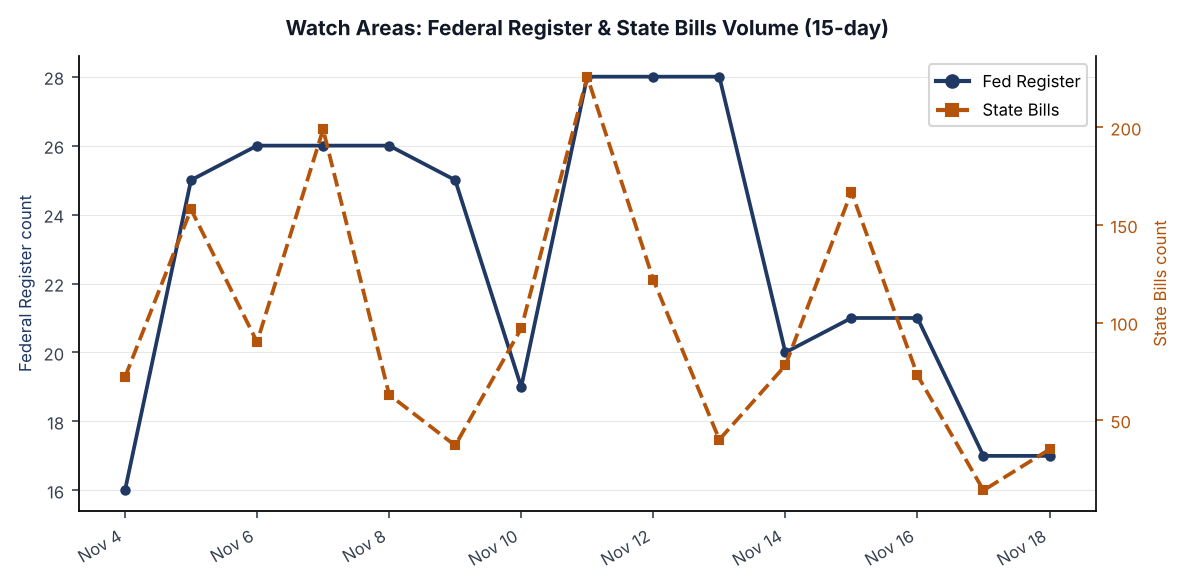 Watch Areas: Federal Register & State Bills Volume (15-day)
Fed Register
State Bills
Federal Register count
28
26
24
22
20
18
16
200
150
100
50
State Bills count
Nov 4
Nov 6
Nov 8
Nov 10
Nov 12
Nov 14
Nov 16
Nov 18